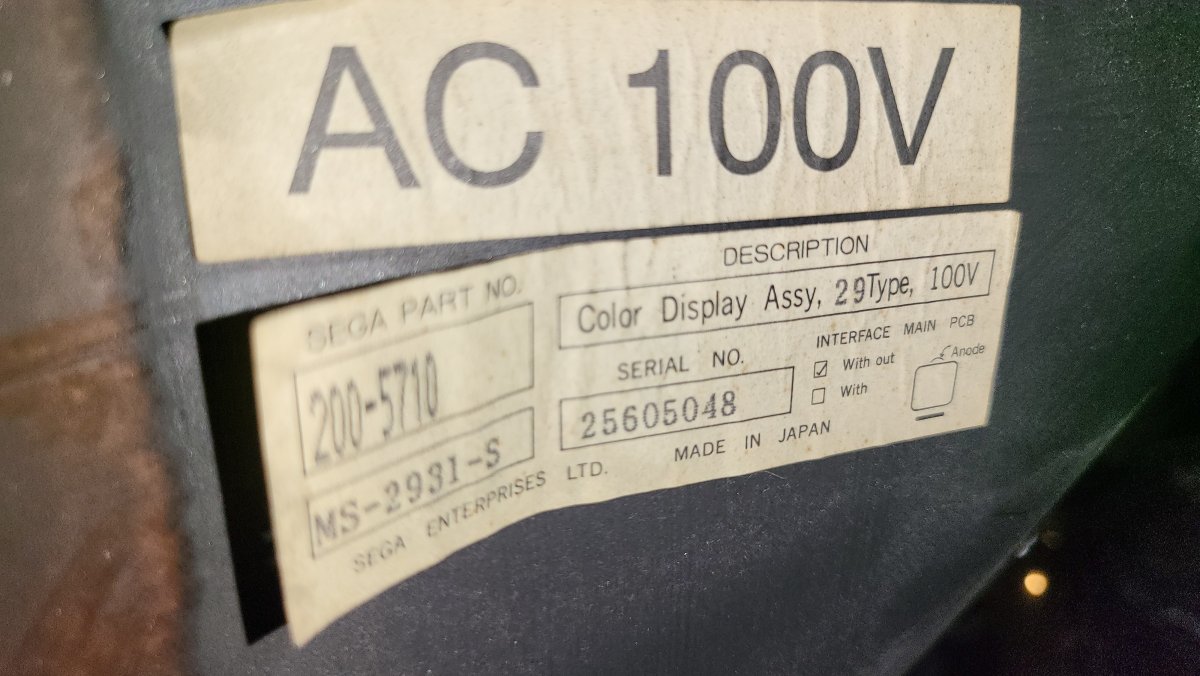 AC 100V
SEGA PART NO.
200-5710
MS-2931-S
SEGA ENTERPRISES LTD.
DESCRIPTION
Color Display Assy, 29Type, 100V
SERIAL NO.
25605048
MADE IN JAPAN
INTERFACE MAIN PCB
☑ With out
☐ With
Anode